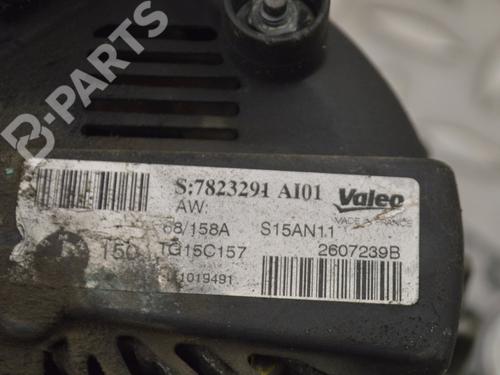 B-PARTS
S:7823291 AI01
Valeo
AW:
MADE IN FRANCE
68/158A
S15AN1.1
150
TG15C157
2607239B
1019491